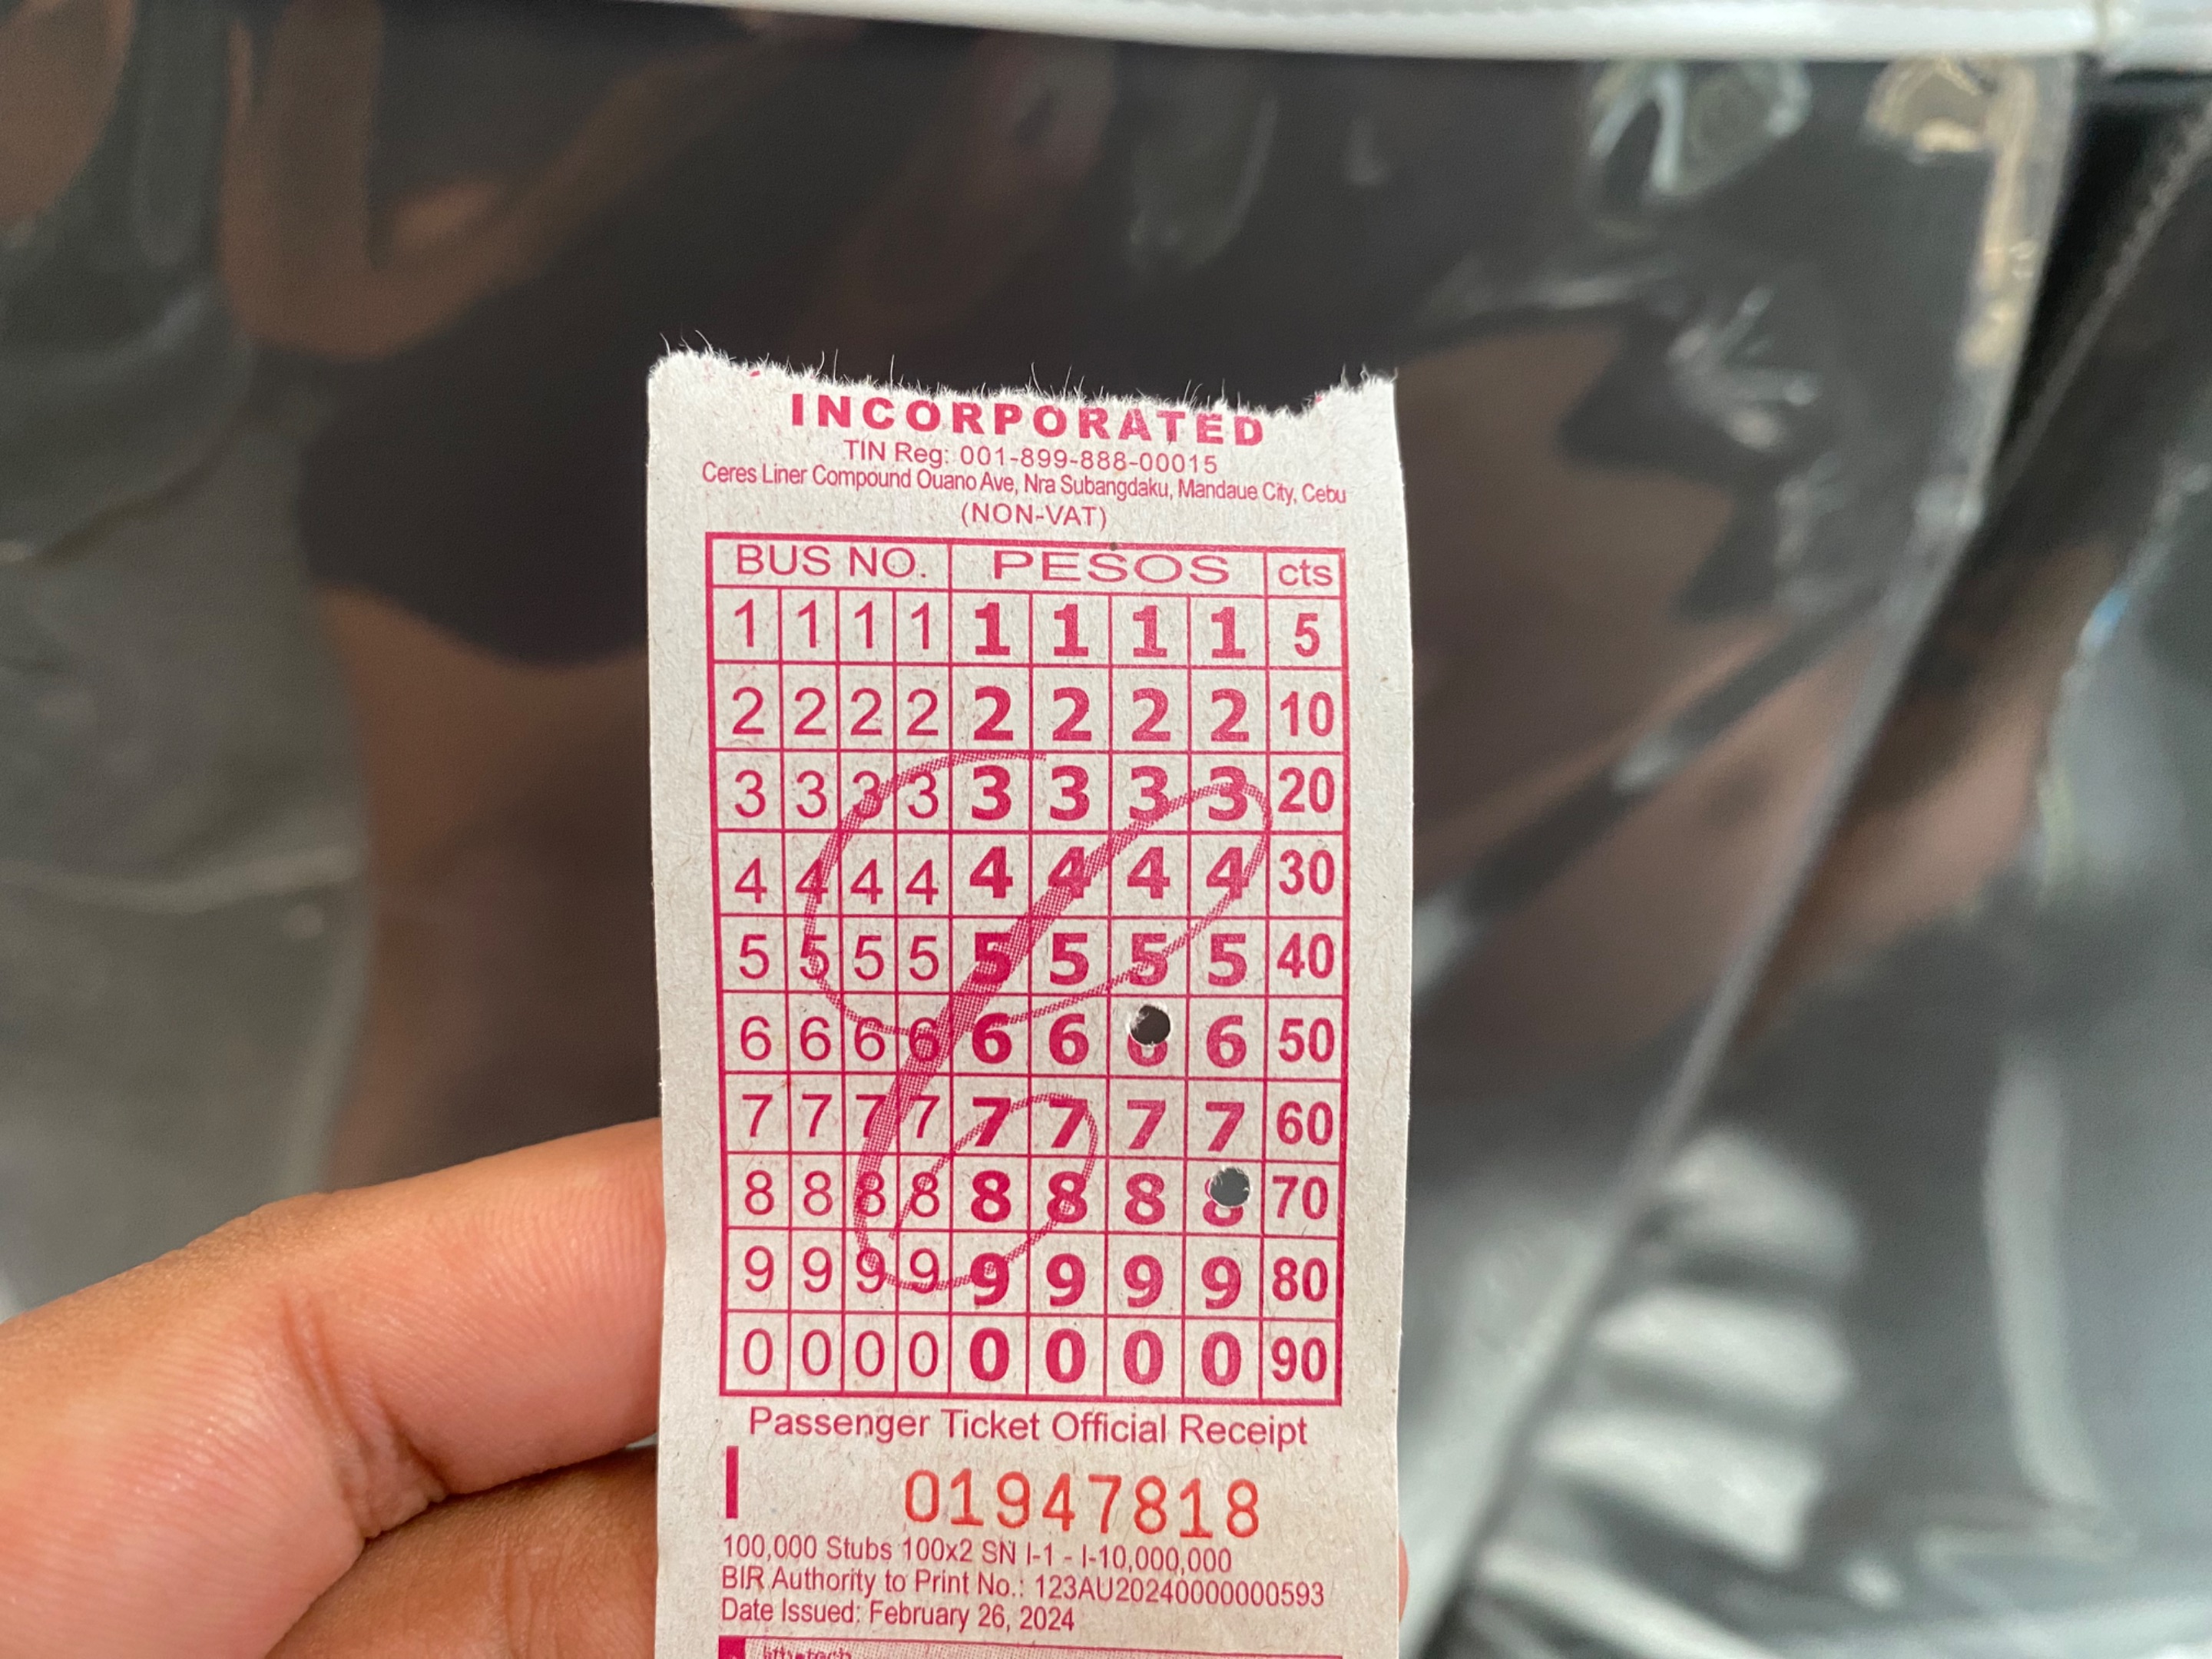 INCORPORATED
TIN Reg: 001-899-888-00015
Ceres Liner Compound Ouano Ave, Nra Subangdaku, Mandaue City, Cebu
(NON-VAT)
BUS NO. PESOS cts
1 1 1 1 1 1 1 1 5
2 2 2 2 2 2 2 2 10
3 3 3 3 3 3 3 3 20
4 4 4 4 4 4 4 4 30
5 5 5 5 5 5 5 5 40
6 6 6 6 6 6 6 6 50
7 7 7 7 7 7 7 7 60
8 8 8 8 8 8 8 8 70
9 9 9 9 9 9 9 9 80
0 0 0 0 0 0 0 0 90
Passenger Ticket Official Receipt
I 01947818
100,000 Stubs 100x2 SN I-1 - I-10,000,000
BIR Authority to Print No.: 123AU20240000000593
Date Issued: February 26, 2024